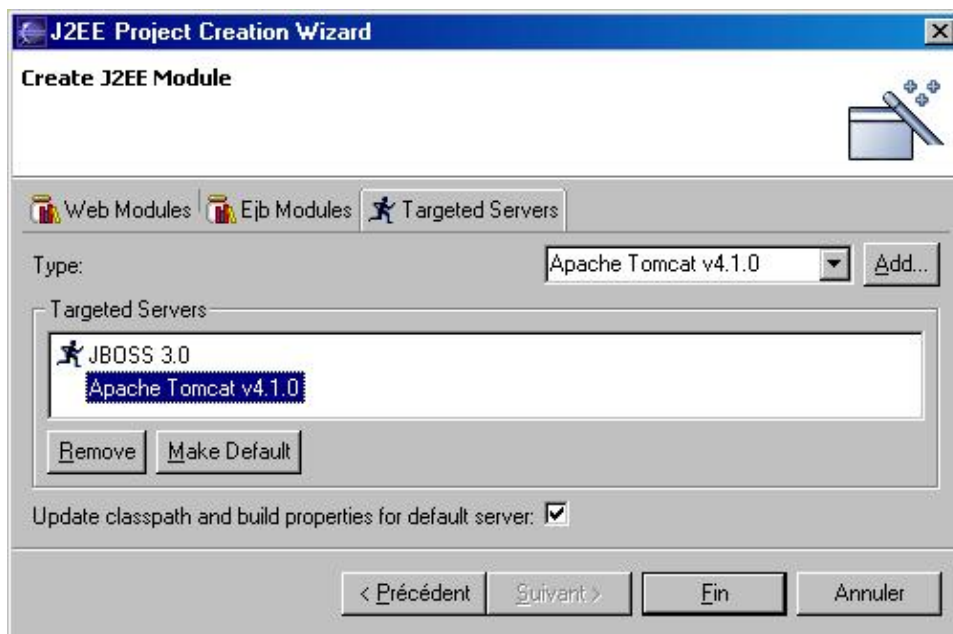 J2EE Project Creation Wizard
Create J2EE Module
Web Modules Ejb Modules Targeted Servers
Type: Apache Tomcat v4.1.0 Add...
Targeted Servers
JBOSS 3.0
Apache Tomcat v4.1.0
Remove Make Default
Update classpath and build properties for default server:
< Précédent Suivant > Fin Annuler